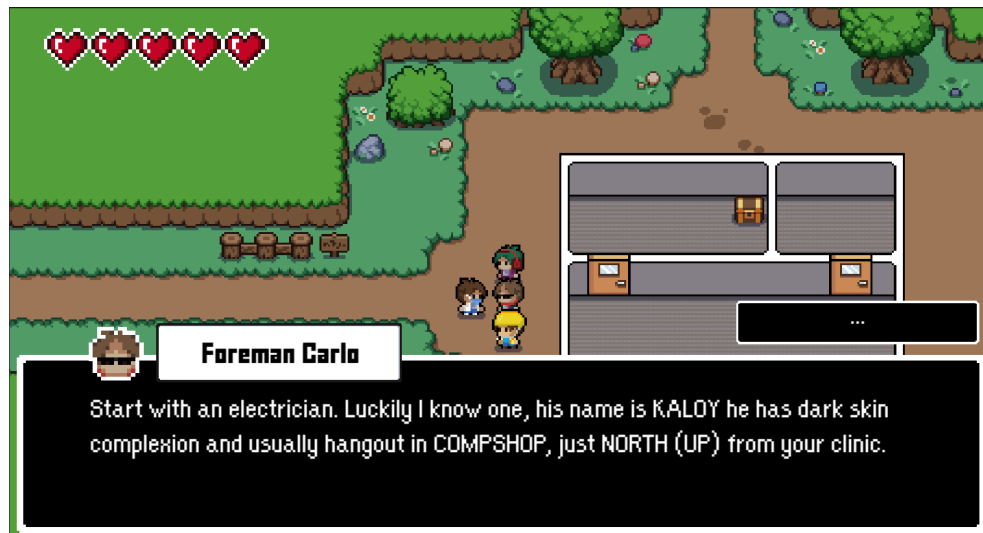 ...
Foreman Carlo
Start with an electrician. Luckily I know one, his name is KALOY he has dark skin
complexion and usually hangout in COMPSHOP, just NORTH (UP) from your clinic.